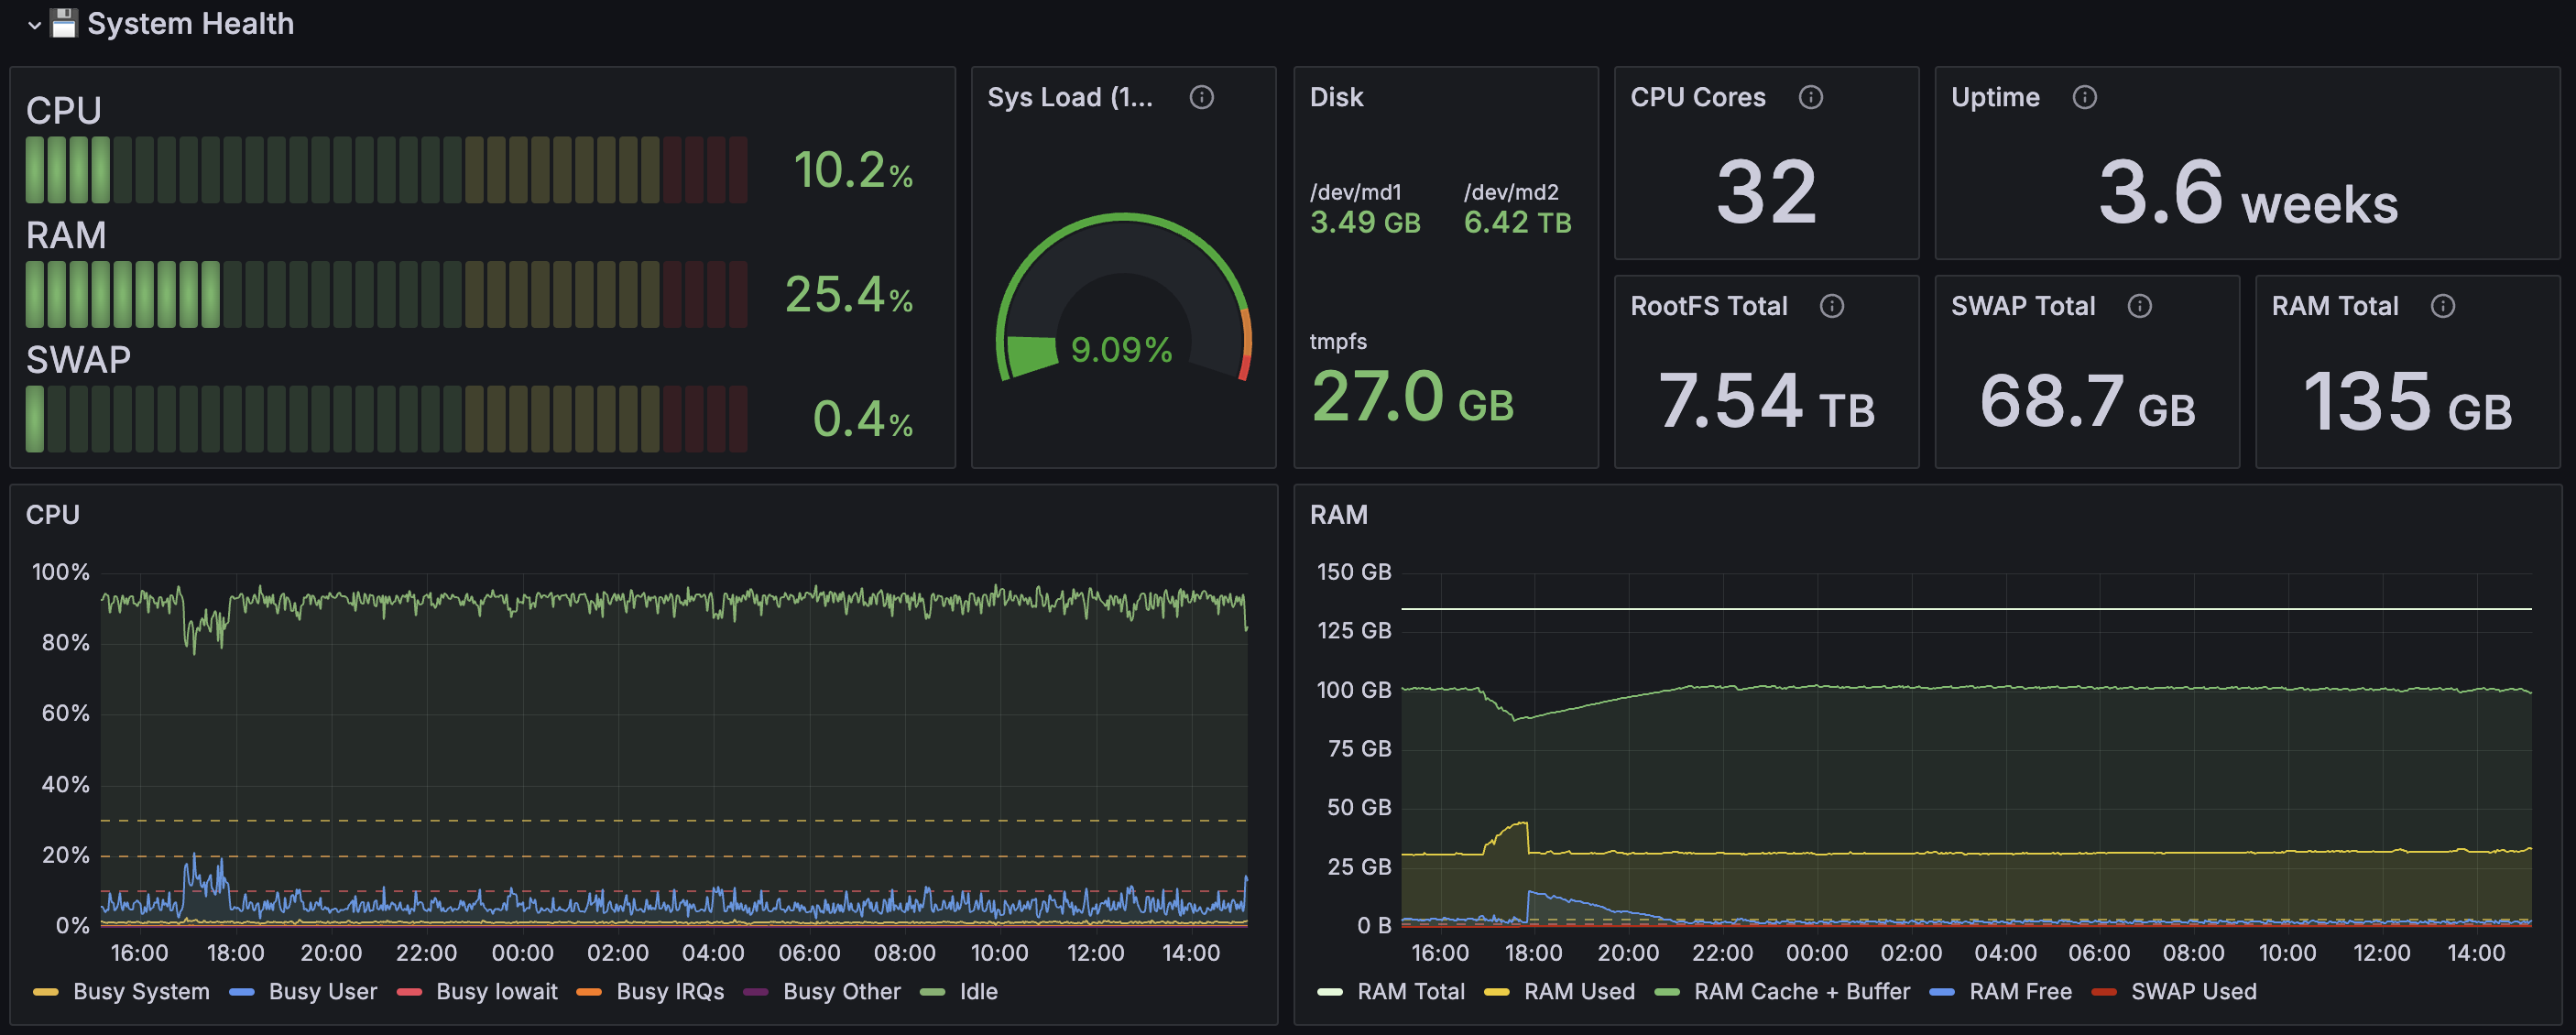 System Health
CPU
10.2%
RAM
25.4%
SWAP
0.4%
Sys Load (1...
9.09%
Disk
/dev/md1
3.49 GB
/dev/md2
6.42 TB
tmpfs
27.0 GB
CPU Cores
32
Uptime
3.6 weeks
RootFS Total
7.54 TB
SWAP Total
68.7 GB
RAM Total
135 GB
CPU
100%
80%
60%
40%
20%
0%
16:00 18:00 20:00 22:00 00:00 02:00 04:00 06:00 08:00 10:00 12:00 14:00
Busy System Busy User Busy Iowait Busy IRQs Busy Other Idle
RAM
150 GB
125 GB
100 GB
75 GB
50 GB
25 GB
0 B
16:00 18:00 20:00 22:00 00:00 02:00 04:00 06:00 08:00 10:00 12:00 14:00
RAM Total RAM Used RAM Cache + Buffer RAM Free SWAP Used